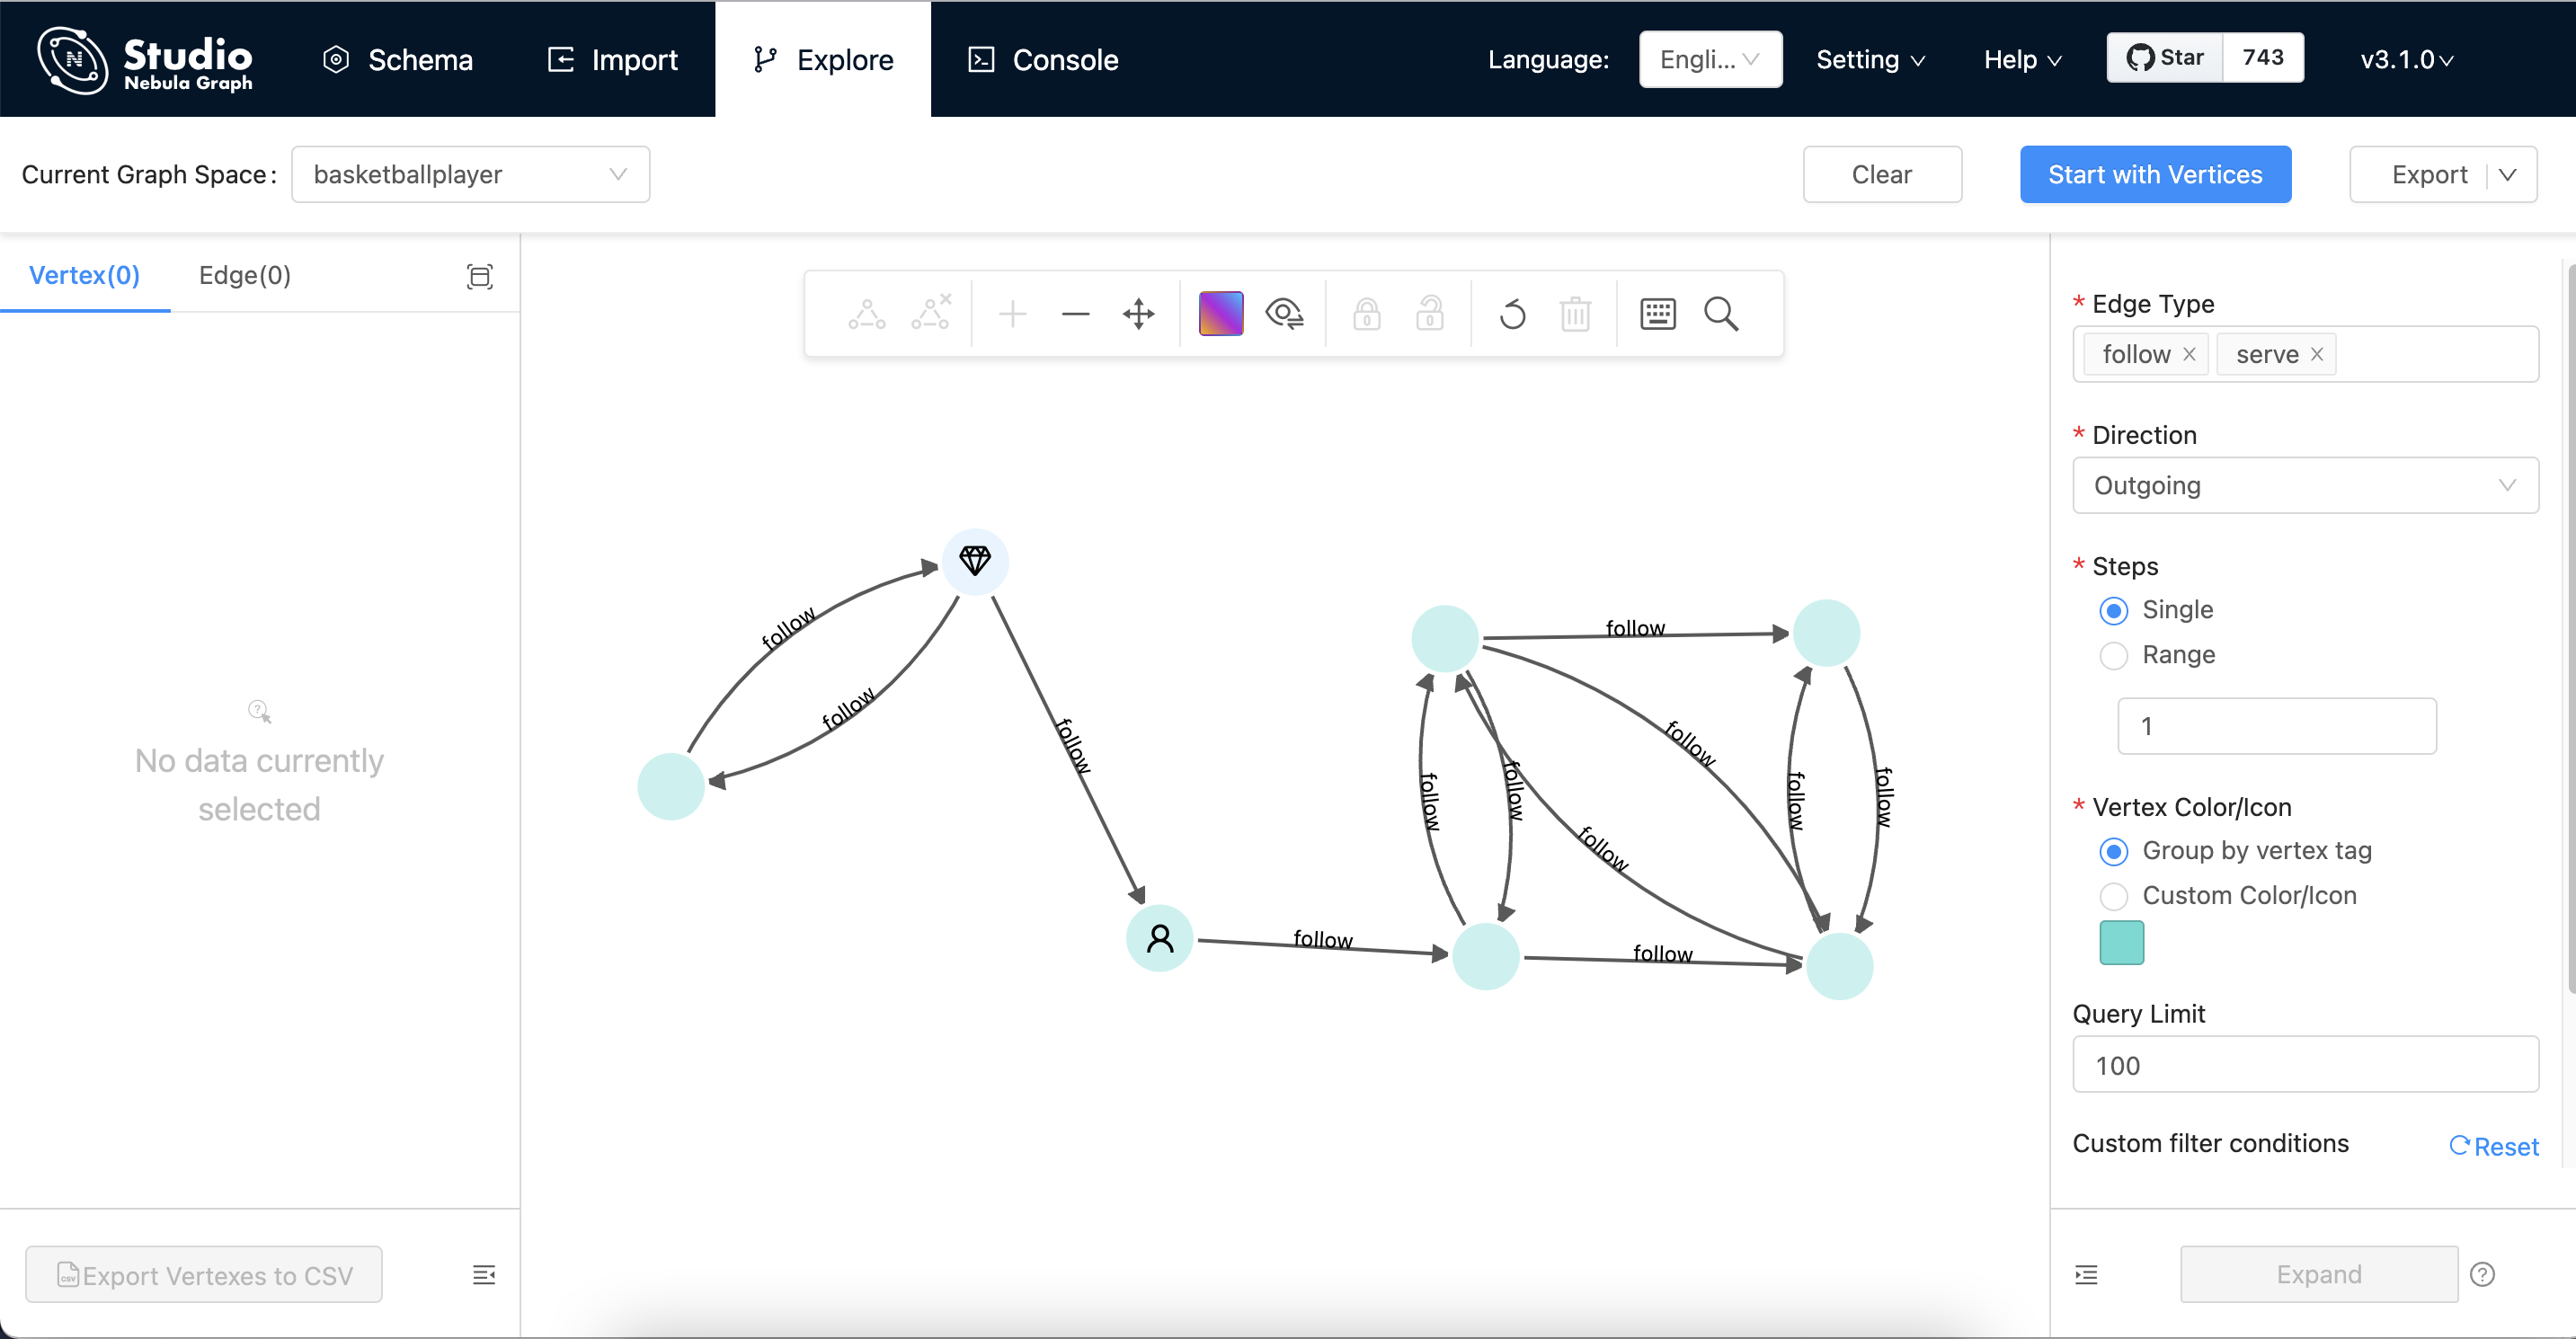 Studio
Nebula Graph
Schema
Import
Explore
Console
Language:
Engli...
Setting
Help
Star
743
v3.1.0
Current Graph Space:
basketballplayer
Clear
Start with Vertices
Export
Vertex(0)
Edge(0)
No data currently
selected
Export Vertexes to CSV
follow
follow
follow
follow
follow
follow
follow
follow
follow
follow
follow
follow
* Edge Type
follow
serve
* Direction
Outgoing
* Steps
Single
Range
1
* Vertex Color/Icon
Group by vertex tag
Custom Color/Icon
Query Limit
100
Custom filter conditions
Reset
Expand